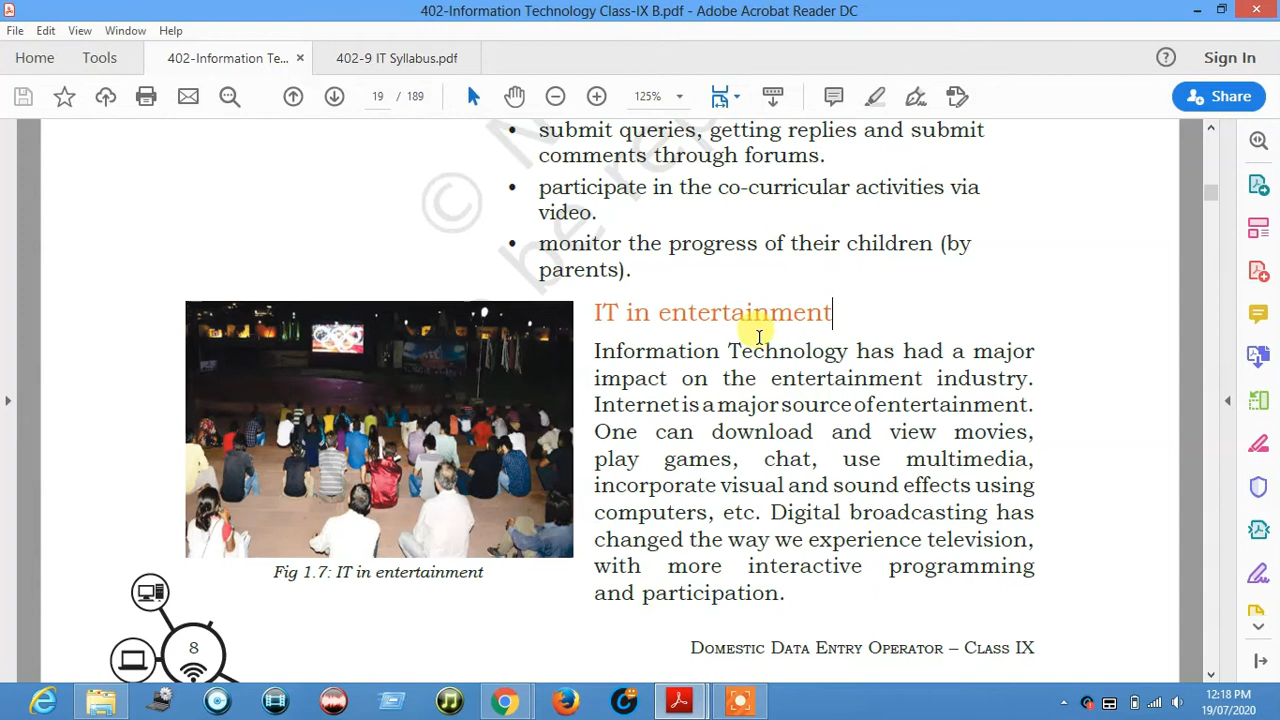 402-Information Technology Class-IX B.pdf - Adobe Acrobat Reader DC
File Edit View Window Help
Home Tools 402-Information Te... × 402-9 IT Syllabus.pdf Sign In
19 / 189 125% Share
• submit queries, getting replies and submit
comments through forums.
• participate in the co-curricular activities via
video.
• monitor the progress of their children (by
parents).
IT in entertainment
Information Technology has had a major
impact on the entertainment industry.
Internet is a major source of entertainment.
One can download and view movies,
play games, chat, use multimedia,
incorporate visual and sound effects using
computers, etc. Digital broadcasting has
changed the way we experience television,
with more interactive programming
and participation.
Fig 1.7: IT in entertainment
8
Domestic Data Entry Operator – Class IX
12:18 PM
19/07/2020